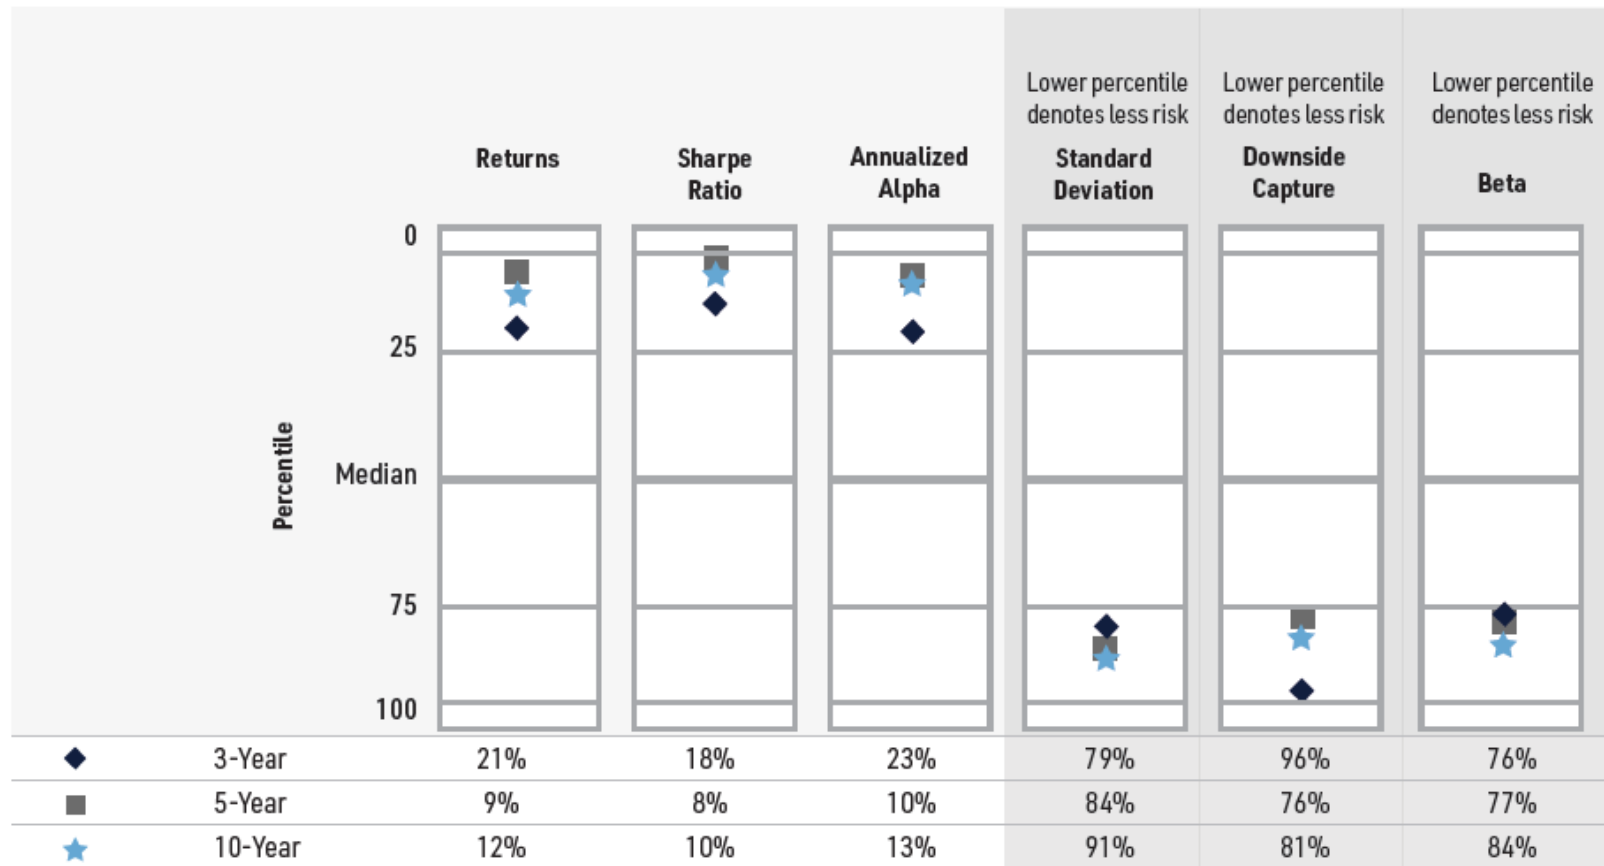 Lower percentile
denotes less risk
Lower percentile
denotes less risk
Lower percentile
denotes less risk
Returns
Sharpe
Ratio
Annualized
Alpha
Standard
Deviation
Downside
Capture
Beta
Percentile
0
25
Median
75
100
3-Year 21% 18% 23% 79% 96% 76%
5-Year 9% 8% 10% 84% 76% 77%
10-Year 12% 10% 13% 91% 81% 84%